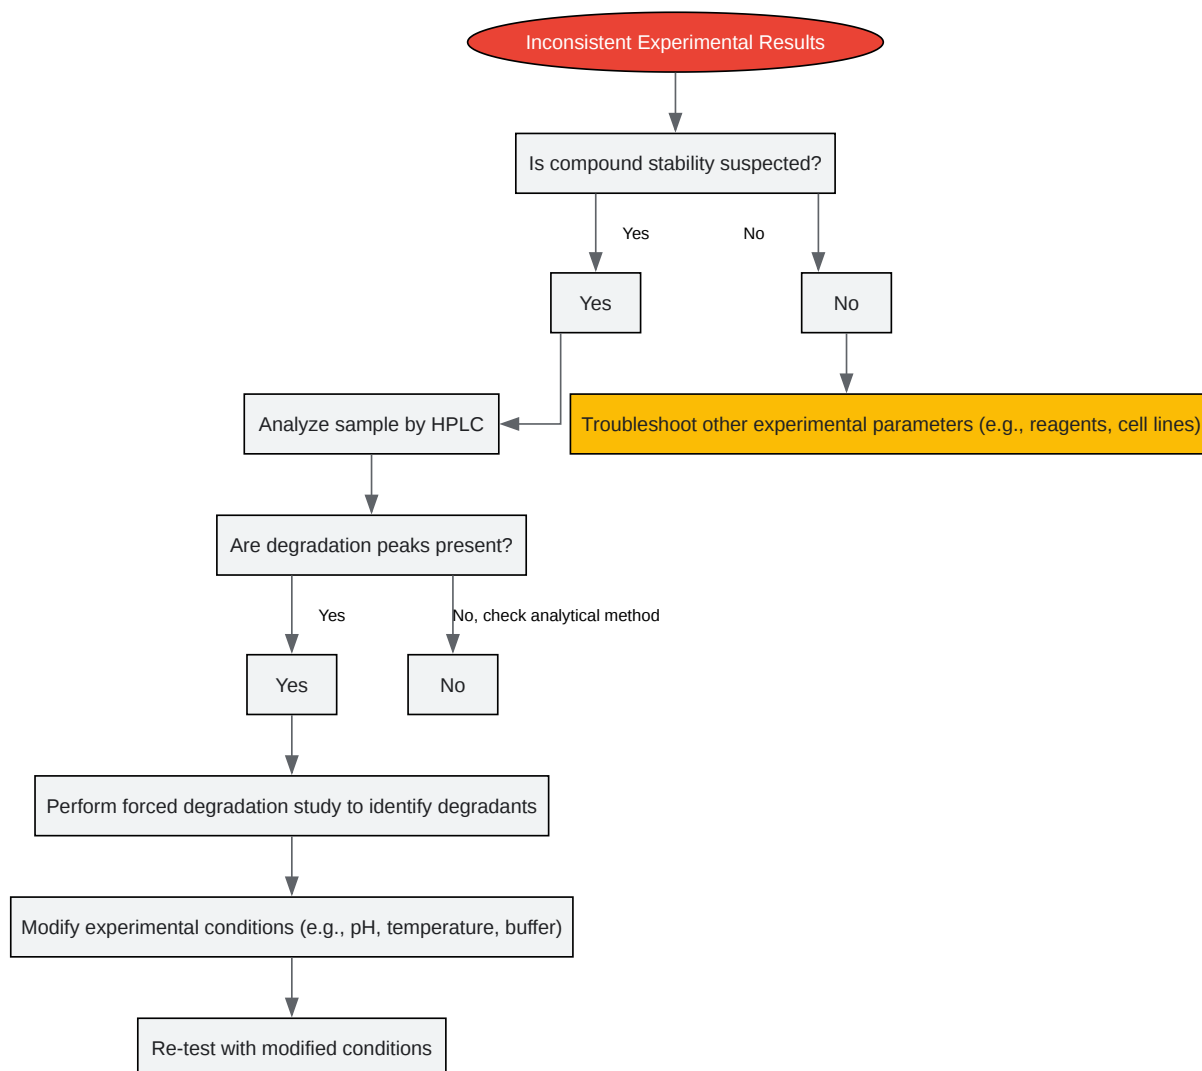 Inconsistent Experimental Results
Is compound stability suspected?
Yes
No
Yes
No
Analyze sample by HPLC
Troubleshoot other experimental parameters (e.g., reagents, cell lines)
Are degradation peaks present?
Yes
No, check analytical method
Yes
No
Perform forced degradation study to identify degradants
Modify experimental conditions (e.g., pH, temperature, buffer)
Re-test with modified conditions